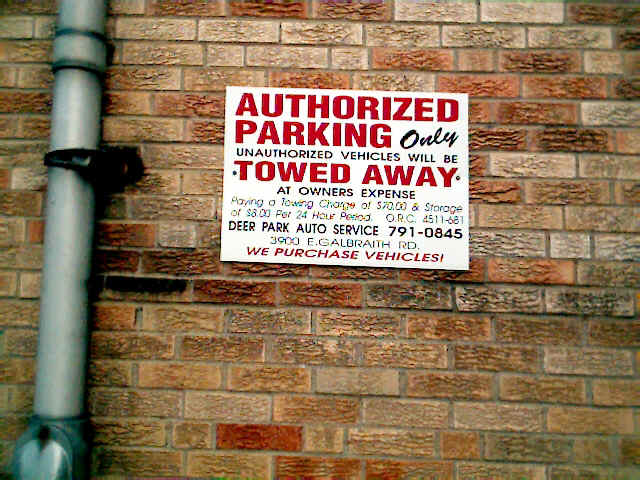 AUTHORIZED
PARKING Only
UNAUTHORIZED VEHICLES WILL BE
TOWED AWAY
AT OWNERS EXPENSE
Paying a Towing Charge of $70.00 & Storage
of $8.00 Per 24 Hour Period. O.R.C. 4511-681
DEER PARK AUTO SERVICE 791-0845
3900 E.GALBRAITH RD.
WE PURCHASE VEHICLES!